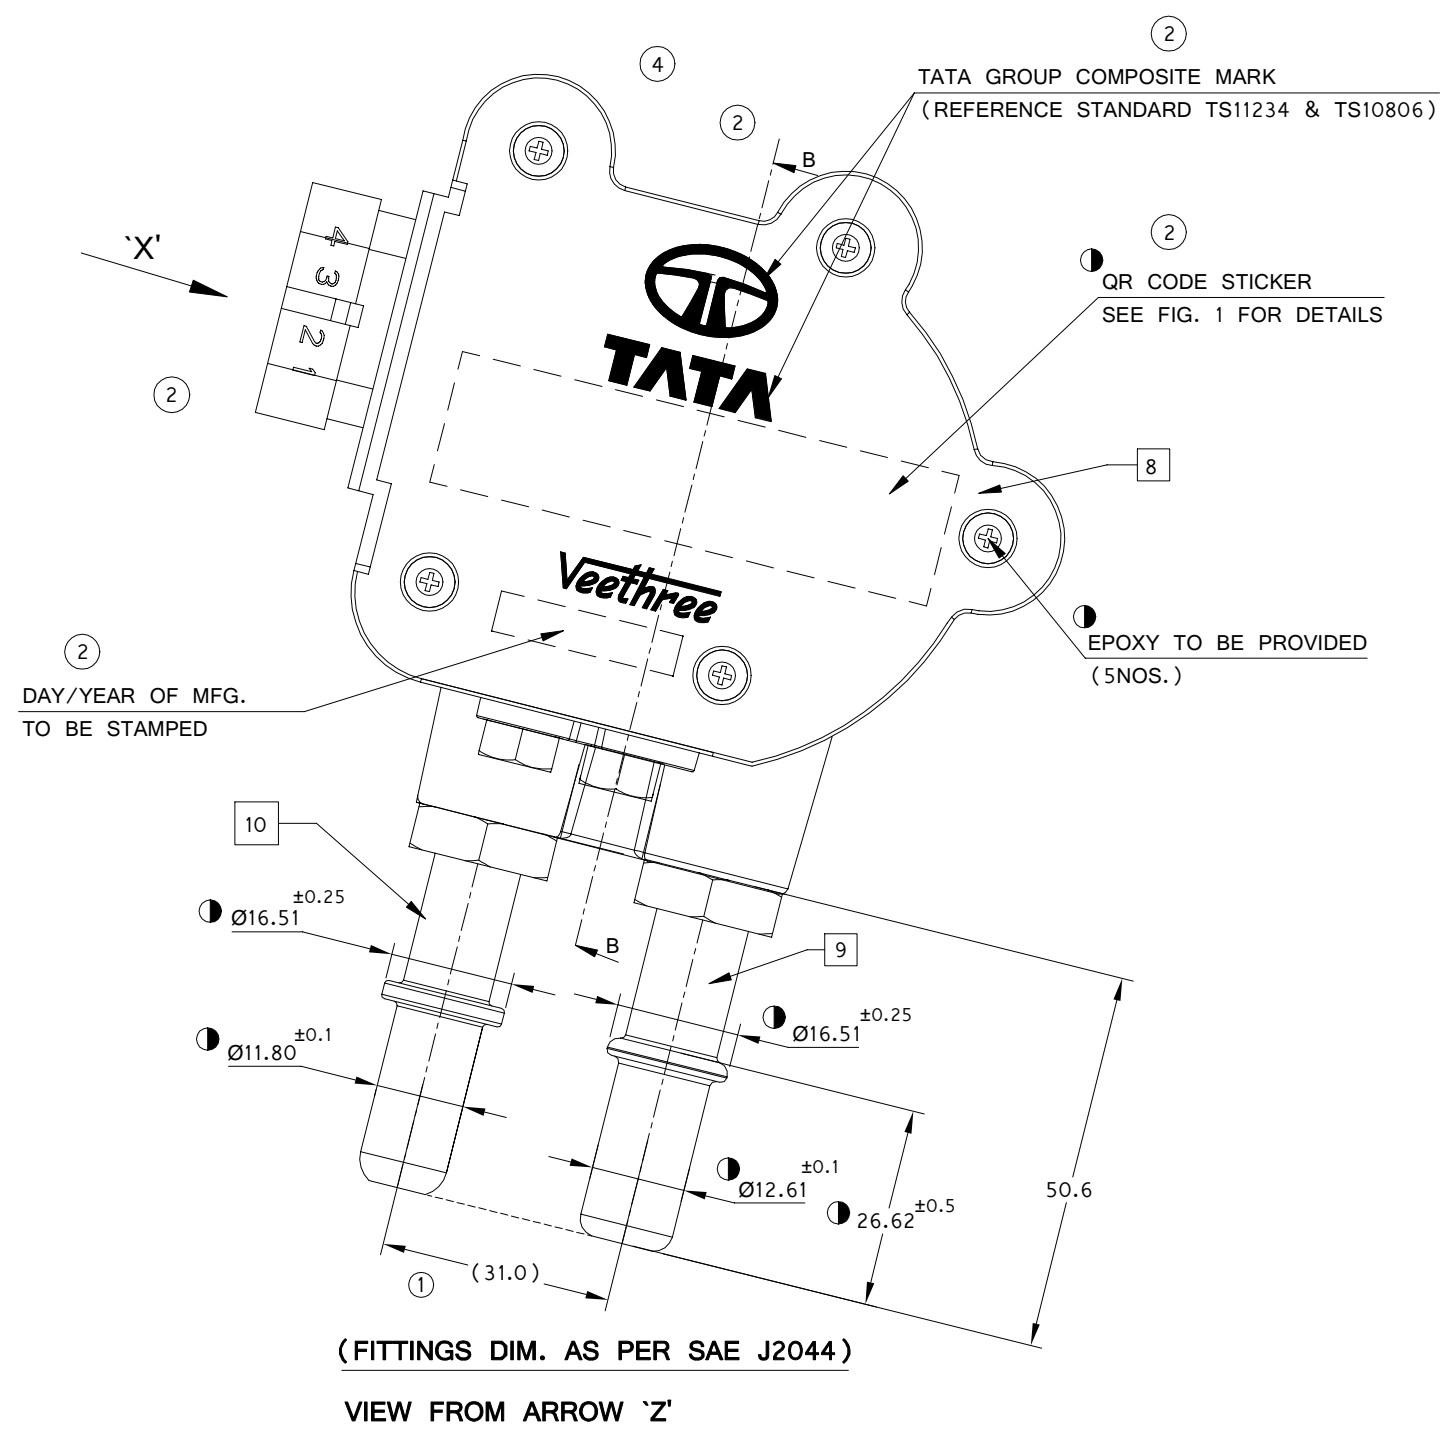 2
4
TATA GROUP COMPOSITE MARK
(REFERENCE STANDARD TS11234 & TS10806)
2
B
2
`X'
QR CODE STICKER
SEE FIG. 1 FOR DETAILS
4
3
2
1
TATA
2
8
Veethree
EPOXY TO BE PROVIDED
(5NOS.)
2
DAY/YEAR OF MFG.
TO BE STAMPED
10
Ø16.51 ±0.25
B
9
Ø16.51 ±0.25
Ø11.80 ±0.1
Ø12.61 ±0.1
26.62 ±0.5
50.6
(31.0)
1
(FITTINGS DIM. AS PER SAE J2044)
VIEW FROM ARROW `Z'